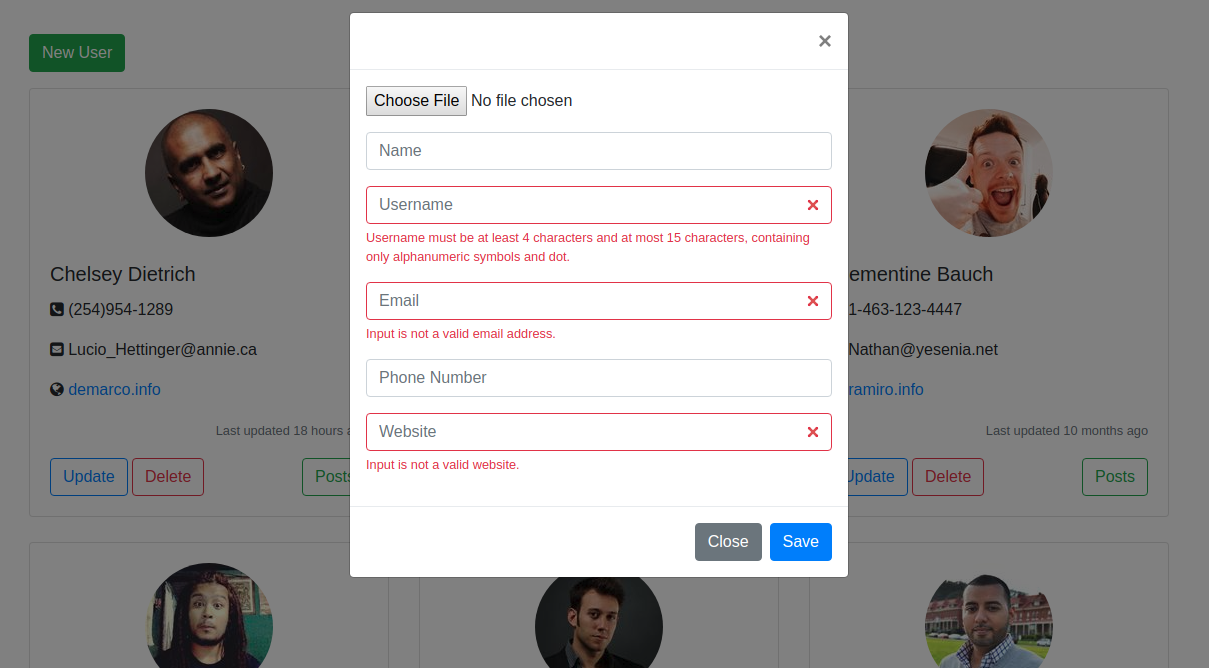 ×
New User
Choose File No file chosen
Name
Username
Username must be at least 4 characters and at most 15 characters, containing
only alphanumeric symbols and dot.
Email
Input is not a valid email address.
Phone Number
Website
Input is not a valid website.
Close Save
Chelsey Dietrich
(254)954-1289
Lucio_Hettinger@annie.ca
demarco.info
Last updated 18 hours
Update Delete Posts
ementine Bauch
1-463-123-4447
Nathan@yesenia.net
ramiro.info
Last updated 10 months ago
Update Delete Posts